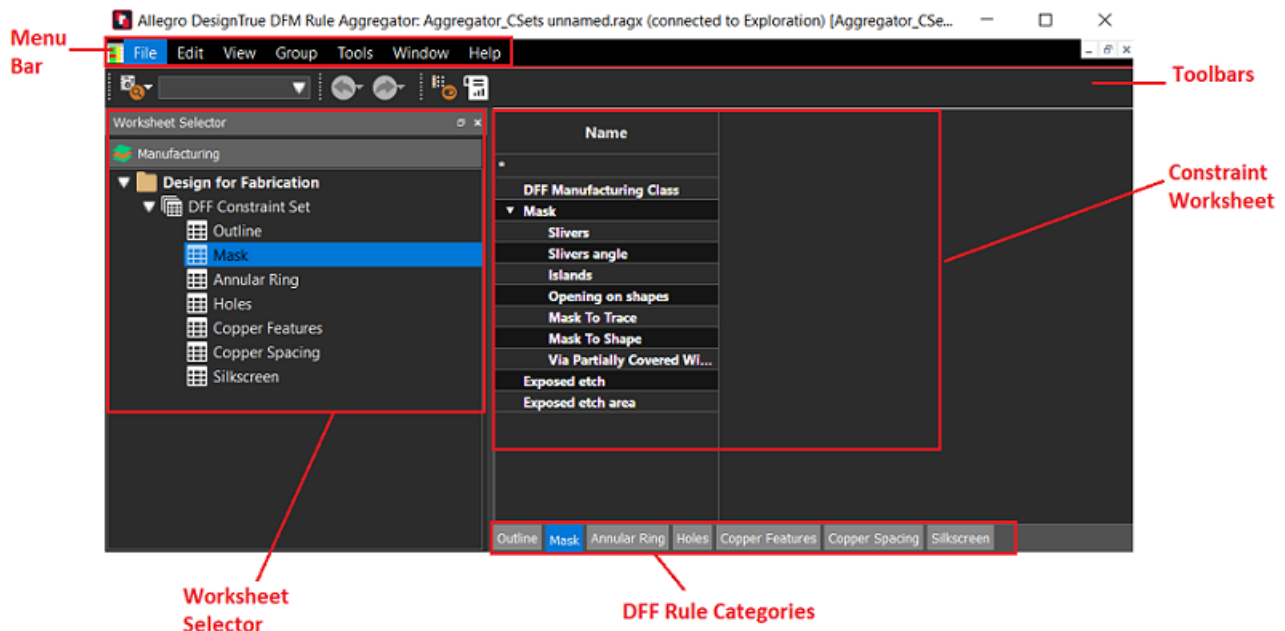 Allegro DesignTrue DFM Rule Aggregator: Aggregator_CSets unnamed.ragx (connected to Exploration) [Aggregator_CSe...
Menu
Bar
File Edit View Group Tools Window Help
Toolbars
Worksheet Selector
Manufacturing
Design for Fabrication
DFF Constraint Set
Outline
Mask
Annular Ring
Holes
Copper Features
Copper Spacing
Silkscreen
Name
*
DFF Manufacturing Class
Mask
Slivers
Slivers angle
Islands
Opening on shapes
Mask To Trace
Mask To Shape
Via Partially Covered Wi...
Exposed etch
Exposed etch area
Constraint
Worksheet
Outline Mask Annular Ring Holes Copper Features Copper Spacing Silkscreen
Worksheet
Selector
DFF Rule Categories